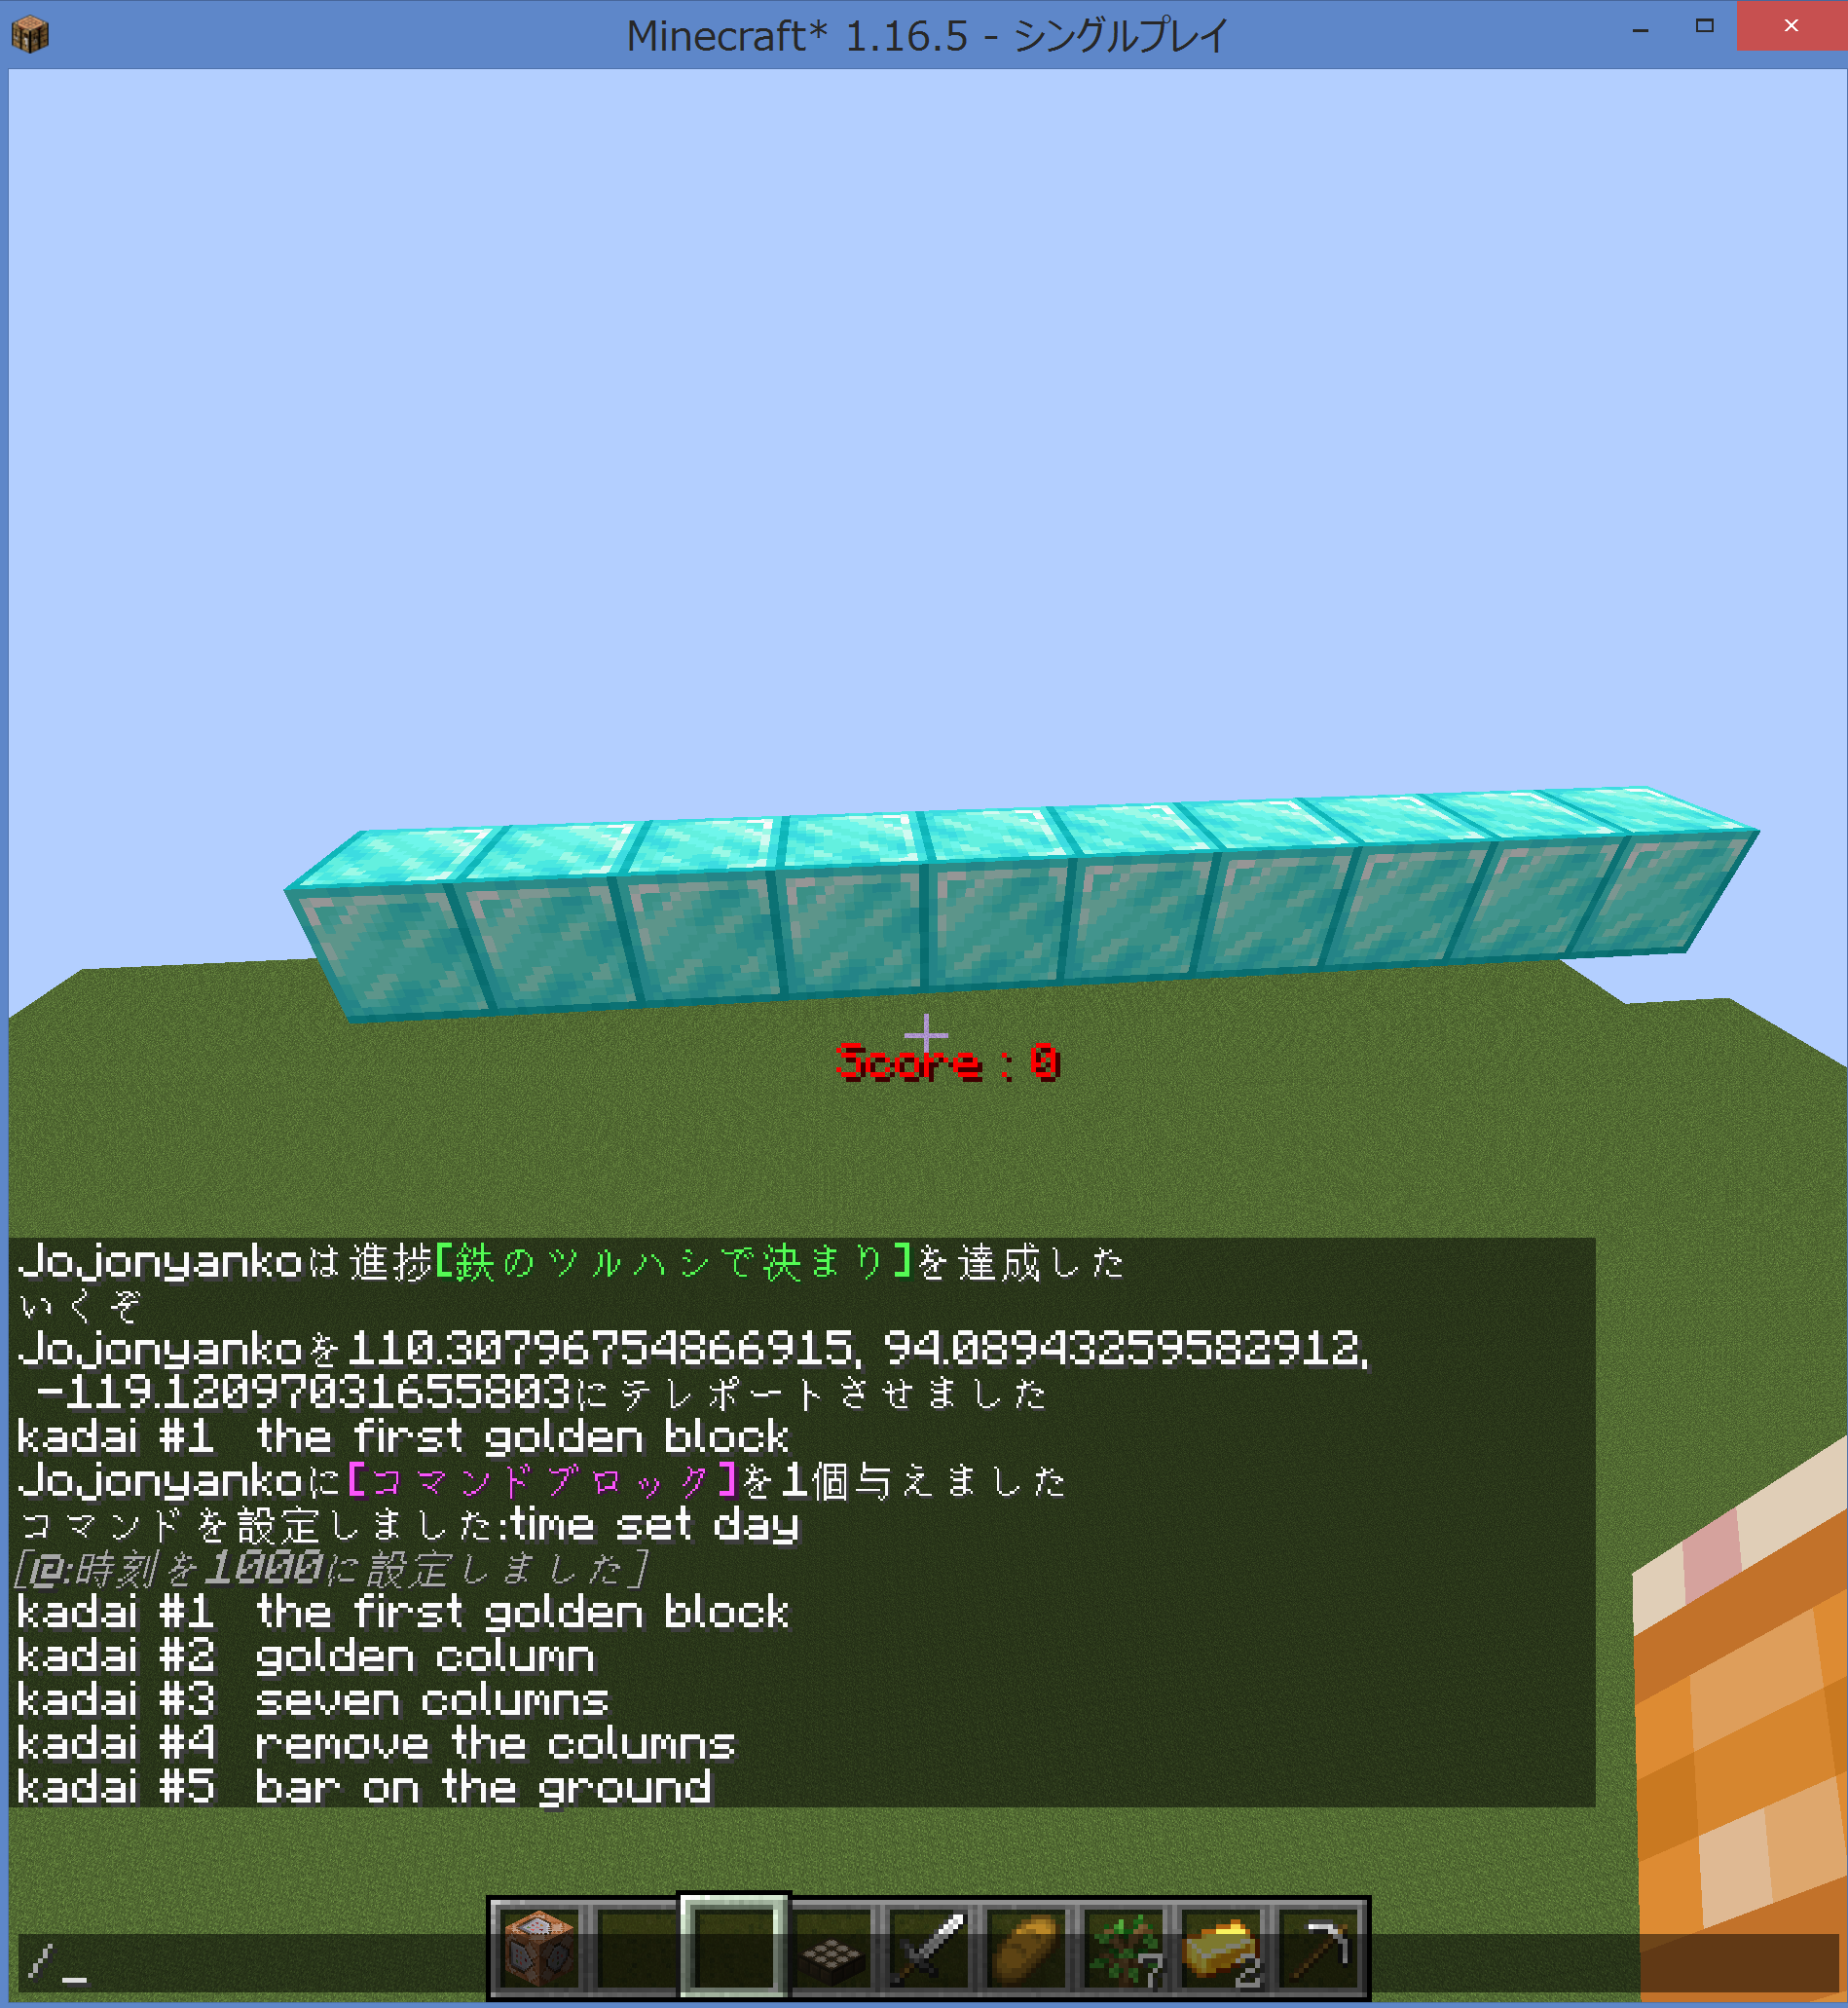 Minecraft* 1.16.5 - シングルプレイ
Score : 0
Jojonyankoは進捗[鉄のツルハシで決まり]を達成した
いくぞ
Jojonyankoを110.30796754866915, 94.08943259582912,
-119.12097031655803にテレポートさせました
kadai #1  the first golden block
Jojonyankoに[コマンドブロック]を1個与えました
コマンドを設定しました:time set day
[@:時刻を1000に設定しました]
kadai #1  the first golden block
kadai #2  golden column
kadai #3  seven columns
kadai #4  remove the columns
kadai #5  bar on the ground
7 2
/_